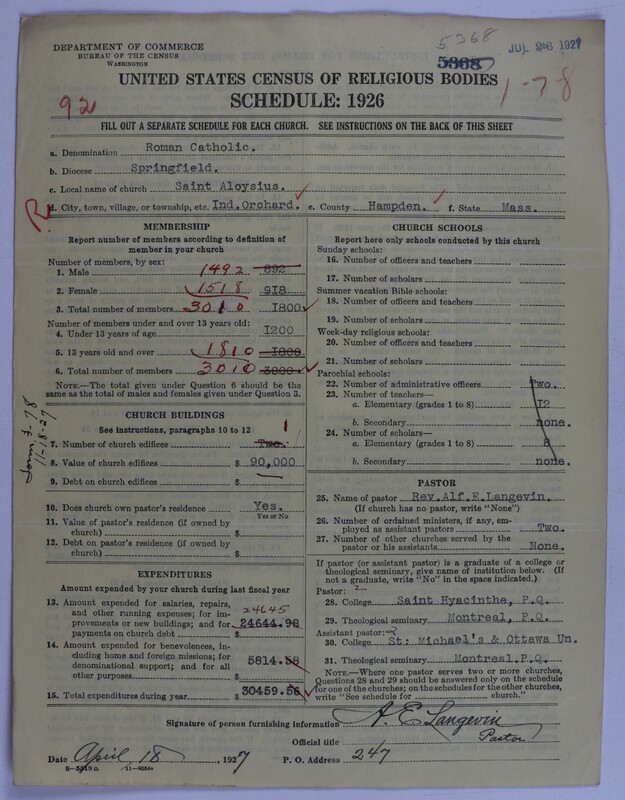 5368
JUL 26 1927
5368
DEPARTMENT OF COMMERCE
BUREAU OF THE CENSUS
WASHINGTON
UNITED STATES CENSUS OF RELIGIOUS BODIES
1-78
92
SCHEDULE: 1926
FILL OUT A SEPARATE SCHEDULE FOR EACH CHURCH. SEE INSTRUCTIONS ON THE BACK OF THIS SHEET
a. Denomination Roman Catholic.
b. Diocese Springfield.
c. Local name of church Saint Aloysius.
R
d. City, town, village, or township, etc. Ind.Orchard. e. County Hampden. f. State Mass.
MEMBERSHIP
Report number of members according to definition of
member in your church
Number of members, by sex:
1. Male 1492 892
2. Female 1518 918
3. Total number of members 3010 1800
Number of members under and over 13 years old:
4. Under 13 years of age 1200
5. 13 years old and over 1810 1800
6. Total number of members 3010 3000
NOTE.—The total given under Question 6 should be the
same as the total of males and females given under Question 3.
CHURCH BUILDINGS
See instructions, paragraphs 10 to 12
7. Number of church edifices Two. 1
8. Value of church edifices $ 90,000
9. Debt on church edifices $
10. Does church own pastor's residence Yes.
Yes or No
11. Value of pastor's residence (if owned by
church) $
12. Debt on pastor's residence (if owned by
church) $
EXPENDITURES
Amount expended by your church during last fiscal year
13. Amount expended for salaries, repairs,
and other running expenses; for im-
provements or new buildings; and for
payments on church debt $ 24644.98 24645
14. Amount expended for benevolences,
including home and foreign missions; for
denominational support; and for all
other purposes 5814.58
15. Total expenditures during year $ 30459.56
CHURCH SCHOOLS
Report here only schools conducted by this church
Sunday schools:
16. Number of officers and teachers
17. Number of scholars
Summer vacation Bible schools:
18. Number of officers and teachers
19. Number of scholars
Week-day religious schools:
20. Number of officers and teachers
21. Number of scholars
Parochial schools:
22. Number of administrative officers Two.
23. Number of teachers—
a. Elementary (grades 1 to 8) 12
b. Secondary none.
24. Number of scholars—
a. Elementary (grades 1 to 8) 8
b. Secondary none.
PASTOR
25. Name of pastor Rev.Alf.E.Langevin.
(If church has no pastor, write "None")
26. Number of ordained ministers, if any, em-
ployed as assistant pastors Two.
27. Number of other churches served by the
pastor or his assistants None.
If pastor (or assistant pastor) is a graduate of a college or
theological seminary, give name of institution below. (If
not a graduate, write "No" in the space indicated.)
Pastor: 2
28. College Saint Hyacinthe, P.Q.
29. Theological seminary Montreal, P.Q.
Assistant pastor: 2
30. College St: Michael's & Ottawa Un.
31. Theological seminary Montreal.P.Q.
NOTE.—Where one pastor serves two or more churches,
Questions 28 and 29 should be answered only on the schedule
for one of the churches; on the schedules for the other churches,
write "See schedule for church."
Signature of person furnishing information A. E. Langevin
Official title Pastor
Date April 18, 1927 P. O. Address 247
11-18-27